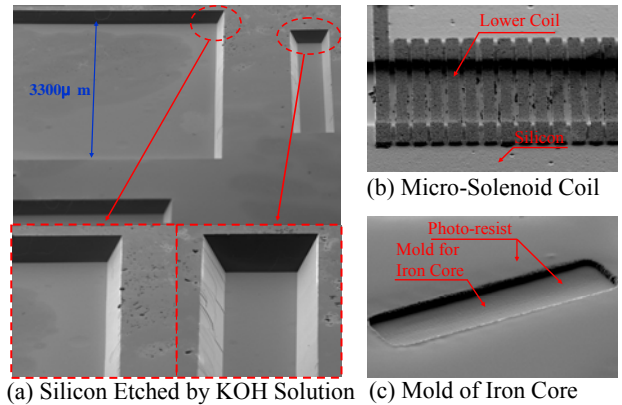 3300μ m
(a) Silicon Etched by KOH Solution
Lower Coil
Silicon
(b) Micro-Solenoid Coil
Photo-resist
Mold for
Iron Core
(c) Mold of Iron Core